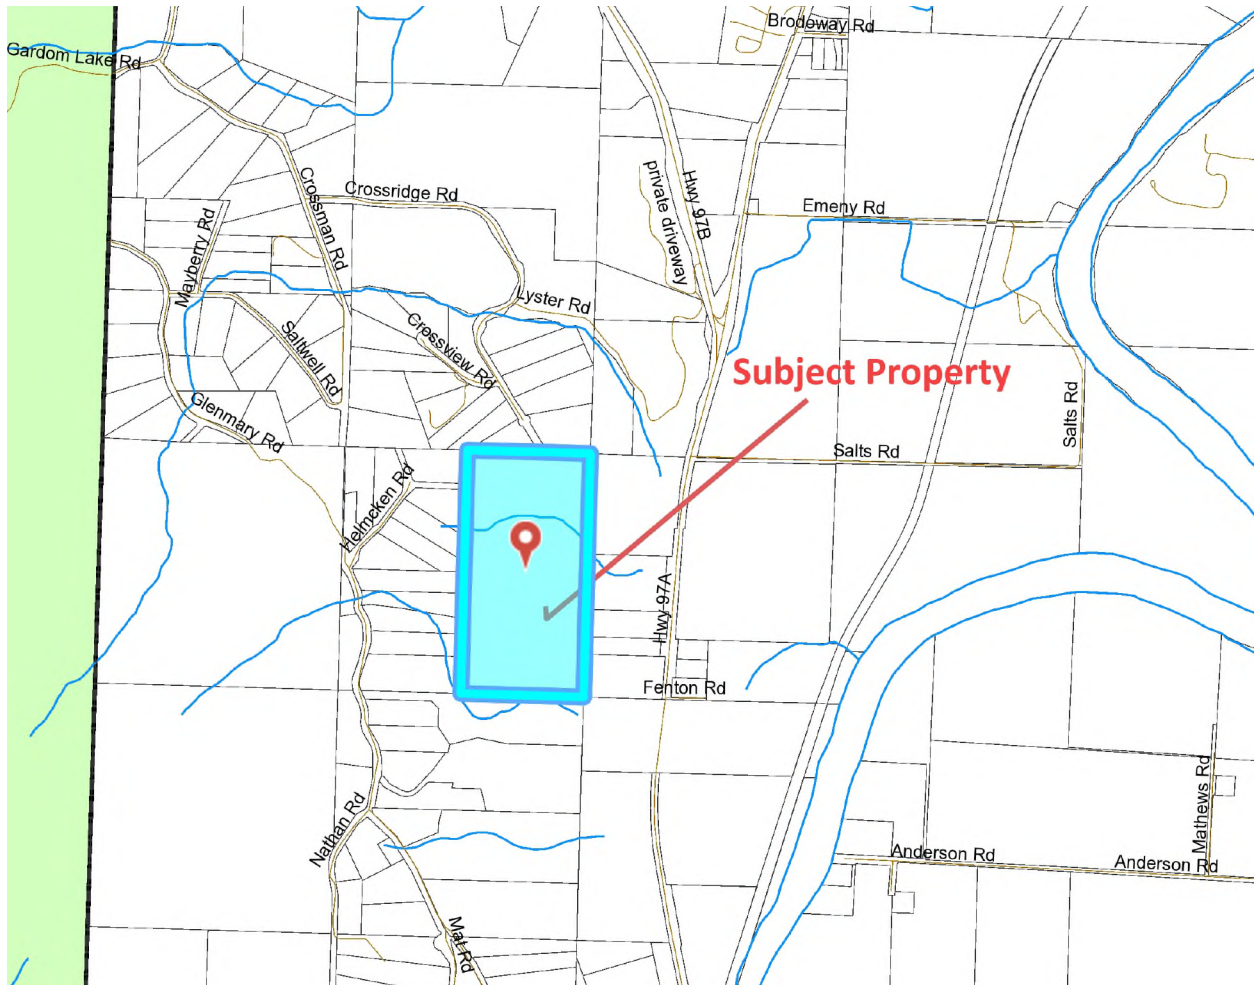 Brodeway Rd
Gardom Lake Rd
Crossridge Rd
Crossman Rd
private driveway
Hwy 97B
Emeny Rd
Mayberry Rd
Lyster Rd
Saltwell Rd
Crossview Rd
Subject Property
Glenmary Rd
Salts Rd
Salts Rd
Helmcken Rd
Hwy 97A
Fenton Rd
Nathan Rd
Mathews Rd
Anderson Rd
Anderson Rd
Mat Rd